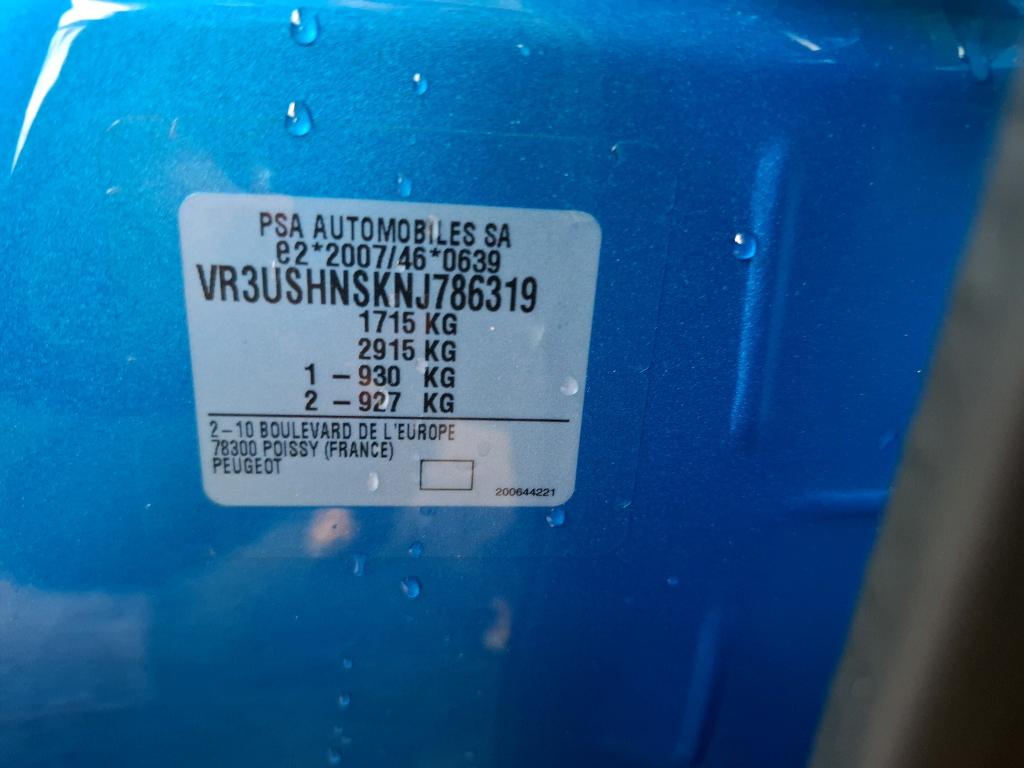 PSA AUTOMOBILES SA
e2*2007/46*0639
VR3USHNSKNJ786319
1715 KG
2915 KG
1 - 930 KG
2 - 927 KG
2-10 BOULEVARD DE L'EUROPE
78300 POISSY (FRANCE)
PEUGEOT
200644221